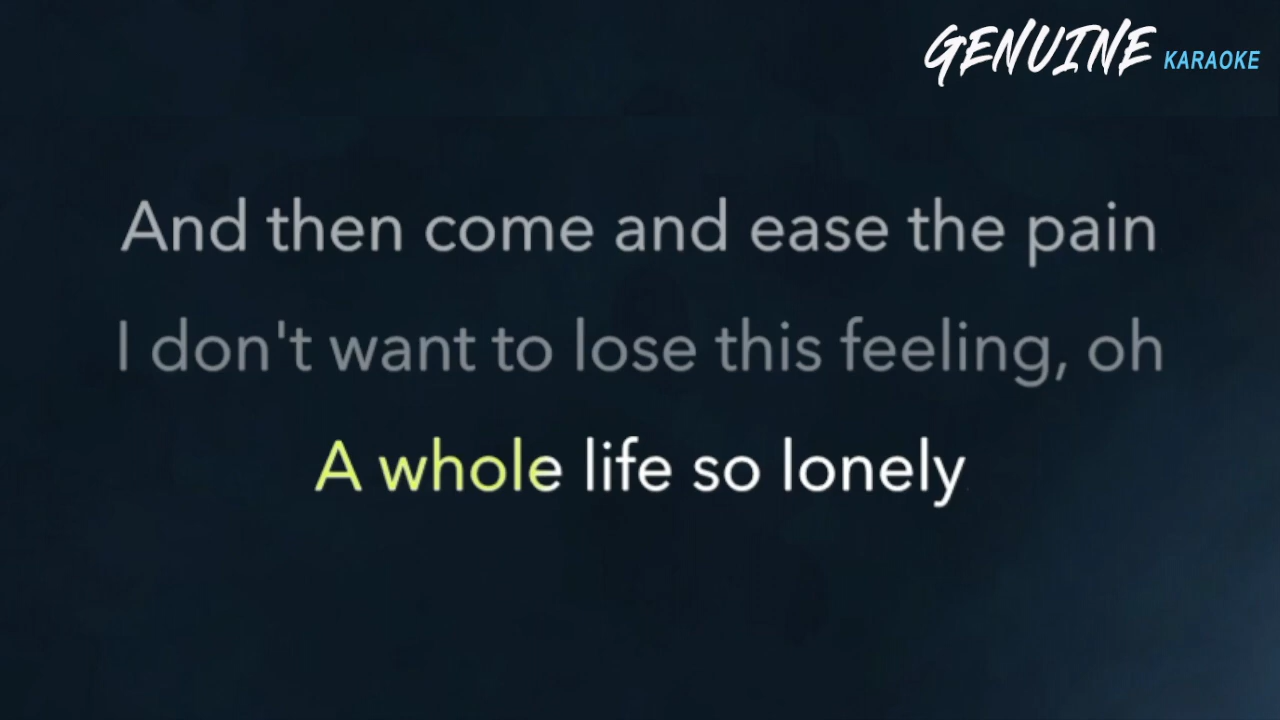 GENUINE KARAOKE
And then come and ease the pain
I don't want to lose this feeling, oh
A whole life so lonely